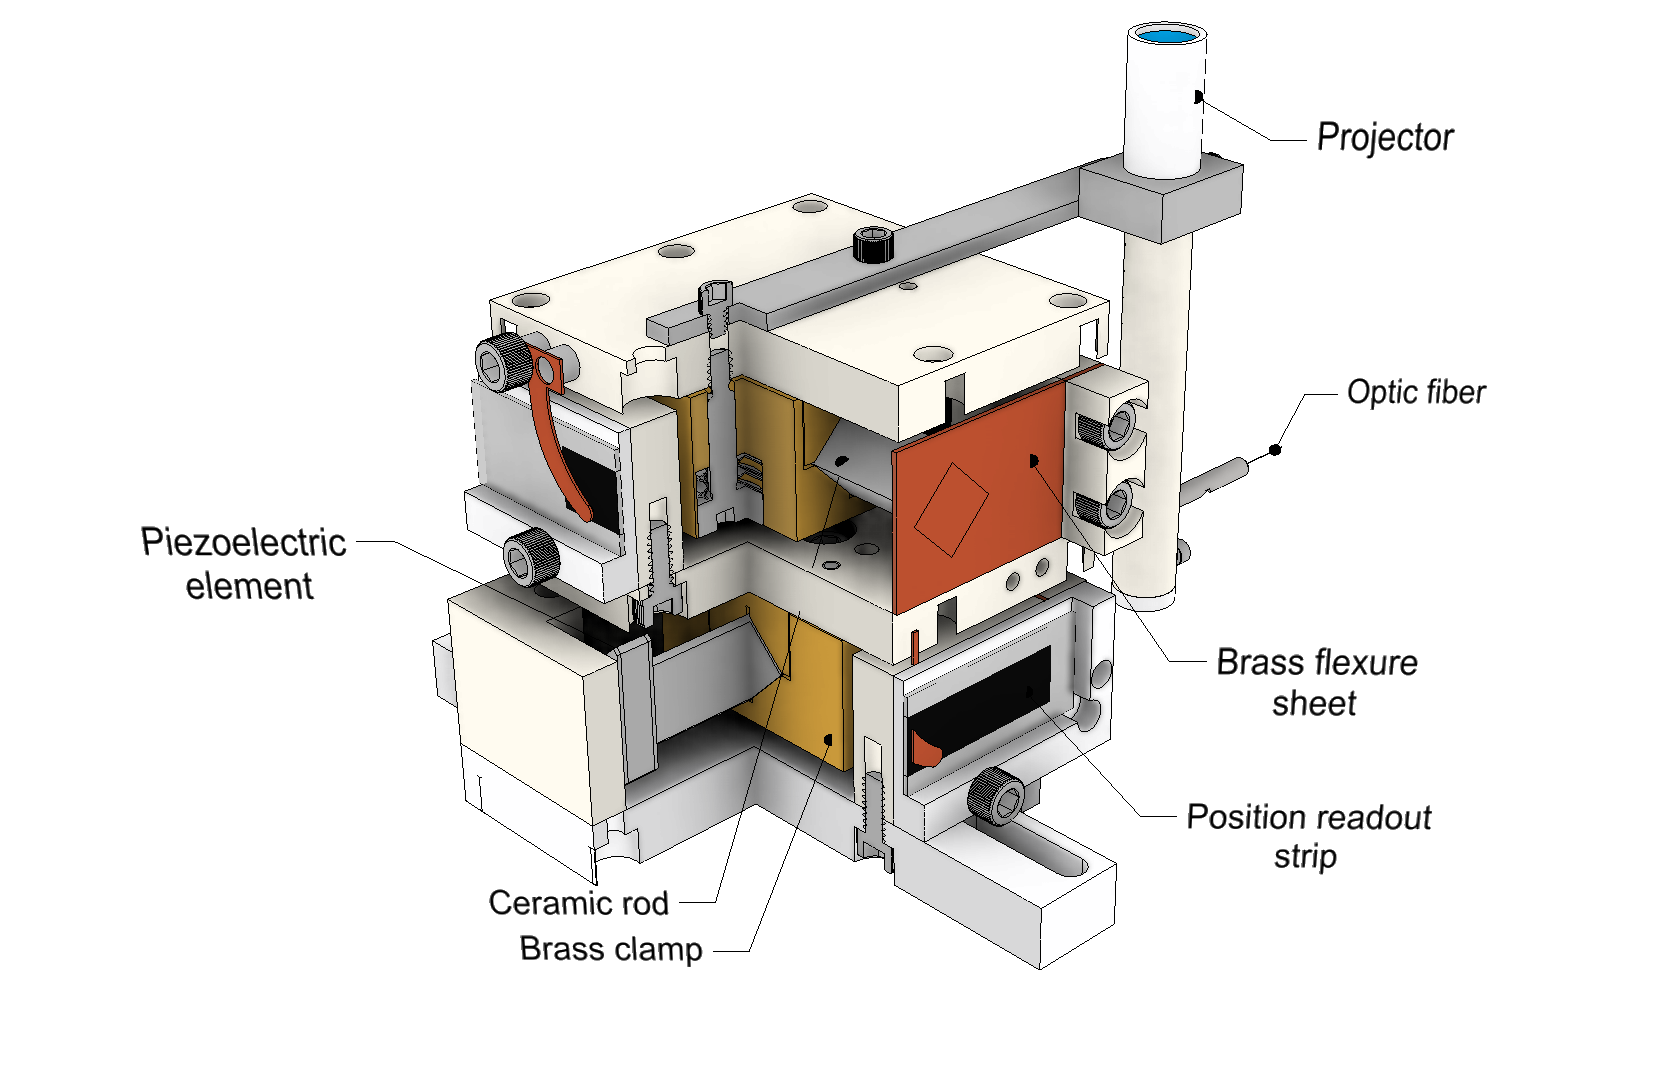 Projector
Optic fiber
Piezoelectric
element
Brass flexure
sheet
Position readout
strip
Ceramic rod
Brass clamp